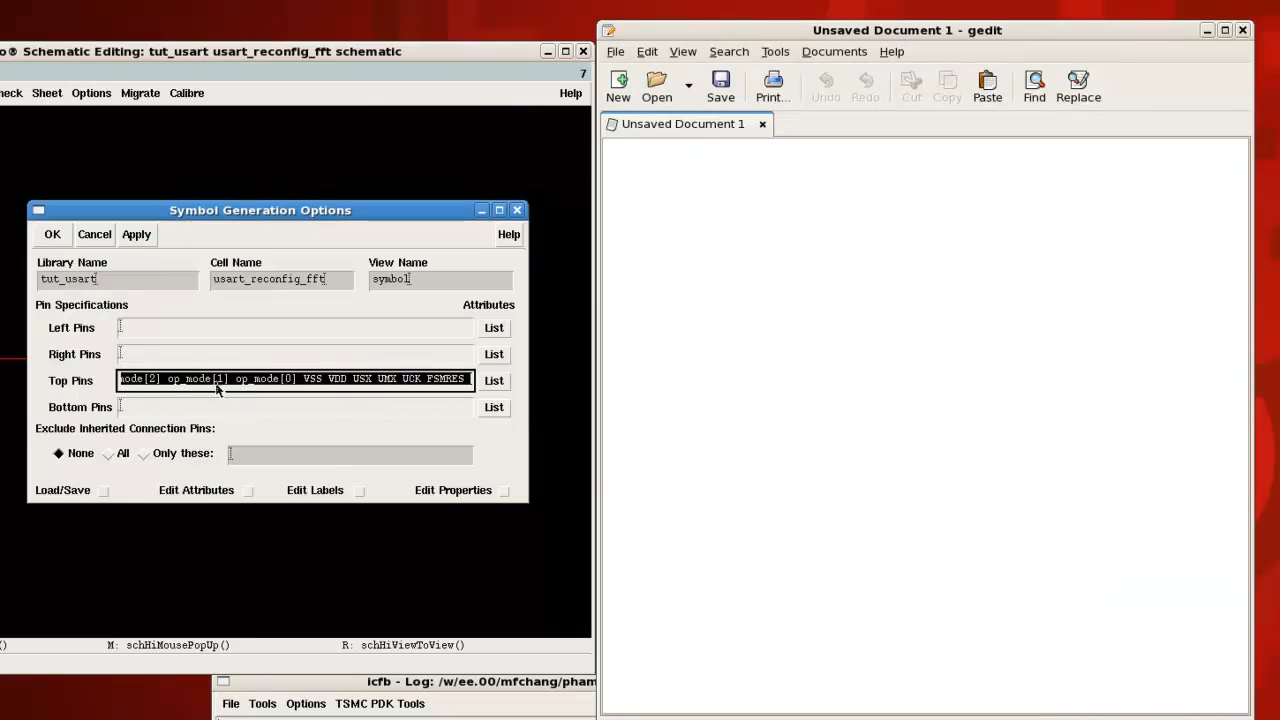 o® Schematic Editing: tut_usart usart_reconfig_fft schematic
7
heck Sheet Options Migrate Calibre Help
Symbol Generation Options
OK Cancel Apply Help
Library Name Cell Name View Name
tut_usart usart_reconfig_fft symbol
Pin Specifications Attributes
Left Pins List
Right Pins List
Top Pins mode[2] op_mode[1] op_mode[0] VSS VDD USX UMX UCK FSMRES List
Bottom Pins List
Exclude Inherited Connection Pins:
None All Only these:
Load/Save Edit Attributes Edit Labels Edit Properties
() M: schHiMousePopUp() R: schHiViewToView()
icfb - Log: /w/ee.00/mfchang/pham
File Tools Options TSMC PDK Tools
Unsaved Document 1 - gedit
File Edit View Search Tools Documents Help
New Open Save Print... Undo Redo Cut Copy Paste Find Replace
Unsaved Document 1